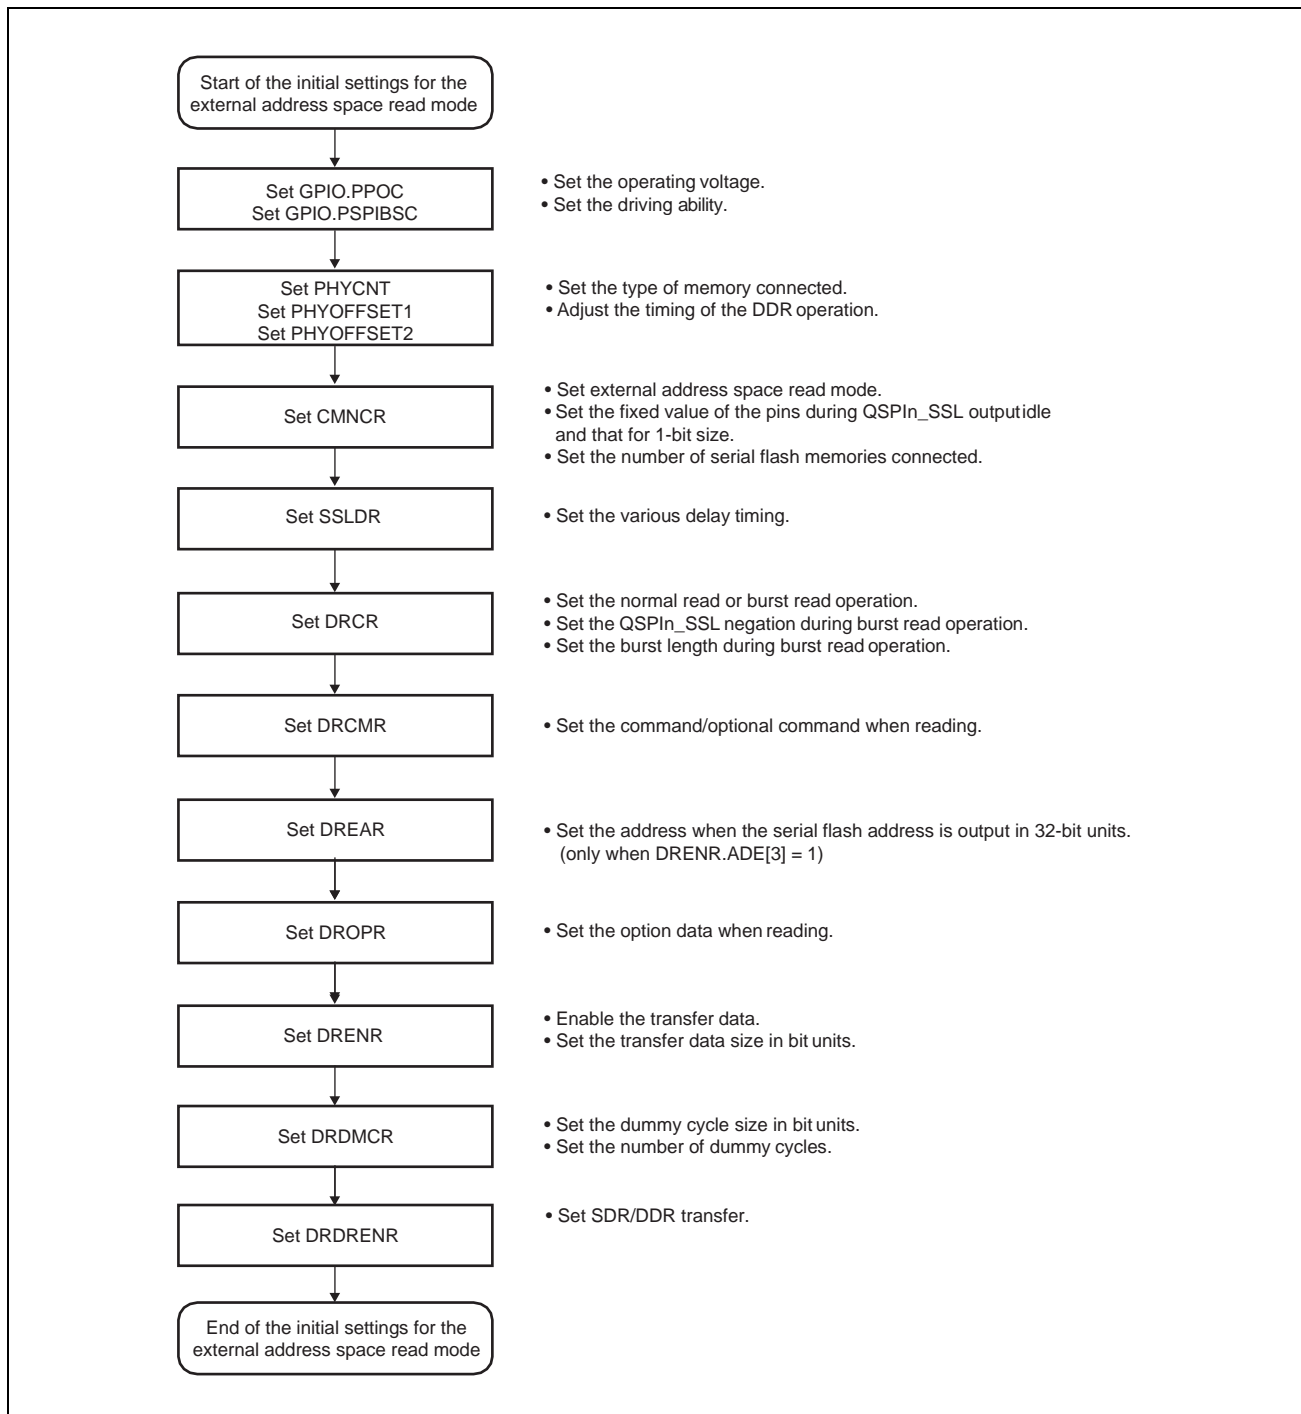 Start of the initial settings for the
external address space read mode
Set GPIO.PPOC
Set GPIO.PSPIBSC
• Set the operating voltage.
• Set the driving ability.
Set PHYCNT
Set PHYOFFSET1
Set PHYOFFSET2
• Set the type of memory connected.
• Adjust the timing of the DDR operation.
Set CMNCR
• Set external address space read mode.
• Set the fixed value of the pins during QSPIn_SSL output idle
and that for 1-bit size.
• Set the number of serial flash memories connected.
Set SSLDR
• Set the various delay timing.
Set DRCR
• Set the normal read or burst read operation.
• Set the QSPIn_SSL negation during burst read operation.
• Set the burst length during burst read operation.
Set DRCMR
• Set the command/optional command when reading.
Set DREAR
• Set the address when the serial flash address is output in 32-bit units.
(only when DRENR.ADE[3] = 1)
Set DROPR
• Set the option data when reading.
Set DRENR
• Enable the transfer data.
• Set the transfer data size in bit units.
Set DRDMCR
• Set the dummy cycle size in bit units.
• Set the number of dummy cycles.
Set DRDRENR
• Set SDR/DDR transfer.
End of the initial settings for the
external address space read mode